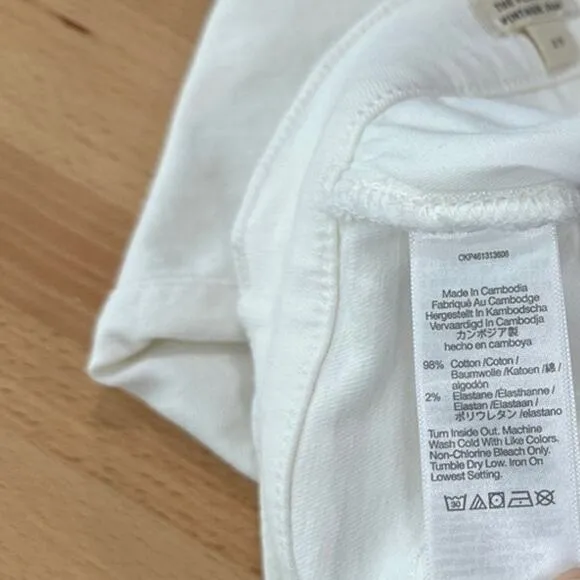 VINTAGE
CKP461313606
Made In Cambodia
Fabriqué Au Cambodge
Hergestellt In Kambodscha
Vervaardigd In Cambodja
カンボジア製
hecho en camboya
98% Cotton /Coton /
Baumwolle /Katoen /綿 /
algodón
2% Elastane /Élasthanne /
Elastan /Elastaan /
ポリウレタン /elastano
Turn Inside Out. Machine
Wash Cold With Like Colors.
Non-Chlorine Bleach Only.
Tumble Dry Low. Iron On
Lowest Setting.
30